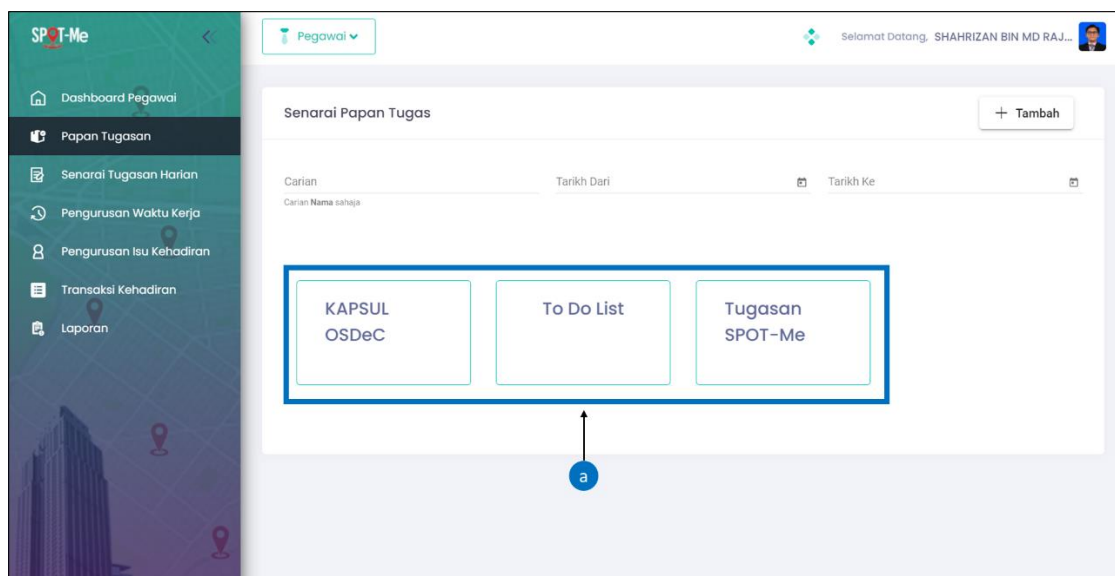 SPOT-Me
Pegawai
Selamat Datang, SHAHRIZAN BIN MD RAJ...
Dashboard Pegawai
Papan Tugasan
Senarai Tugasan Harian
Pengurusan Waktu Kerja
Pengurusan Isu Kehadiran
Transaksi Kehadiran
Laporan
Senarai Papan Tugas
+ Tambah
Carian
Tarikh Dari
Tarikh Ke
Carian Nama sahaja
KAPSUL
OSDeC
To Do List
Tugasan
SPOT-Me
a